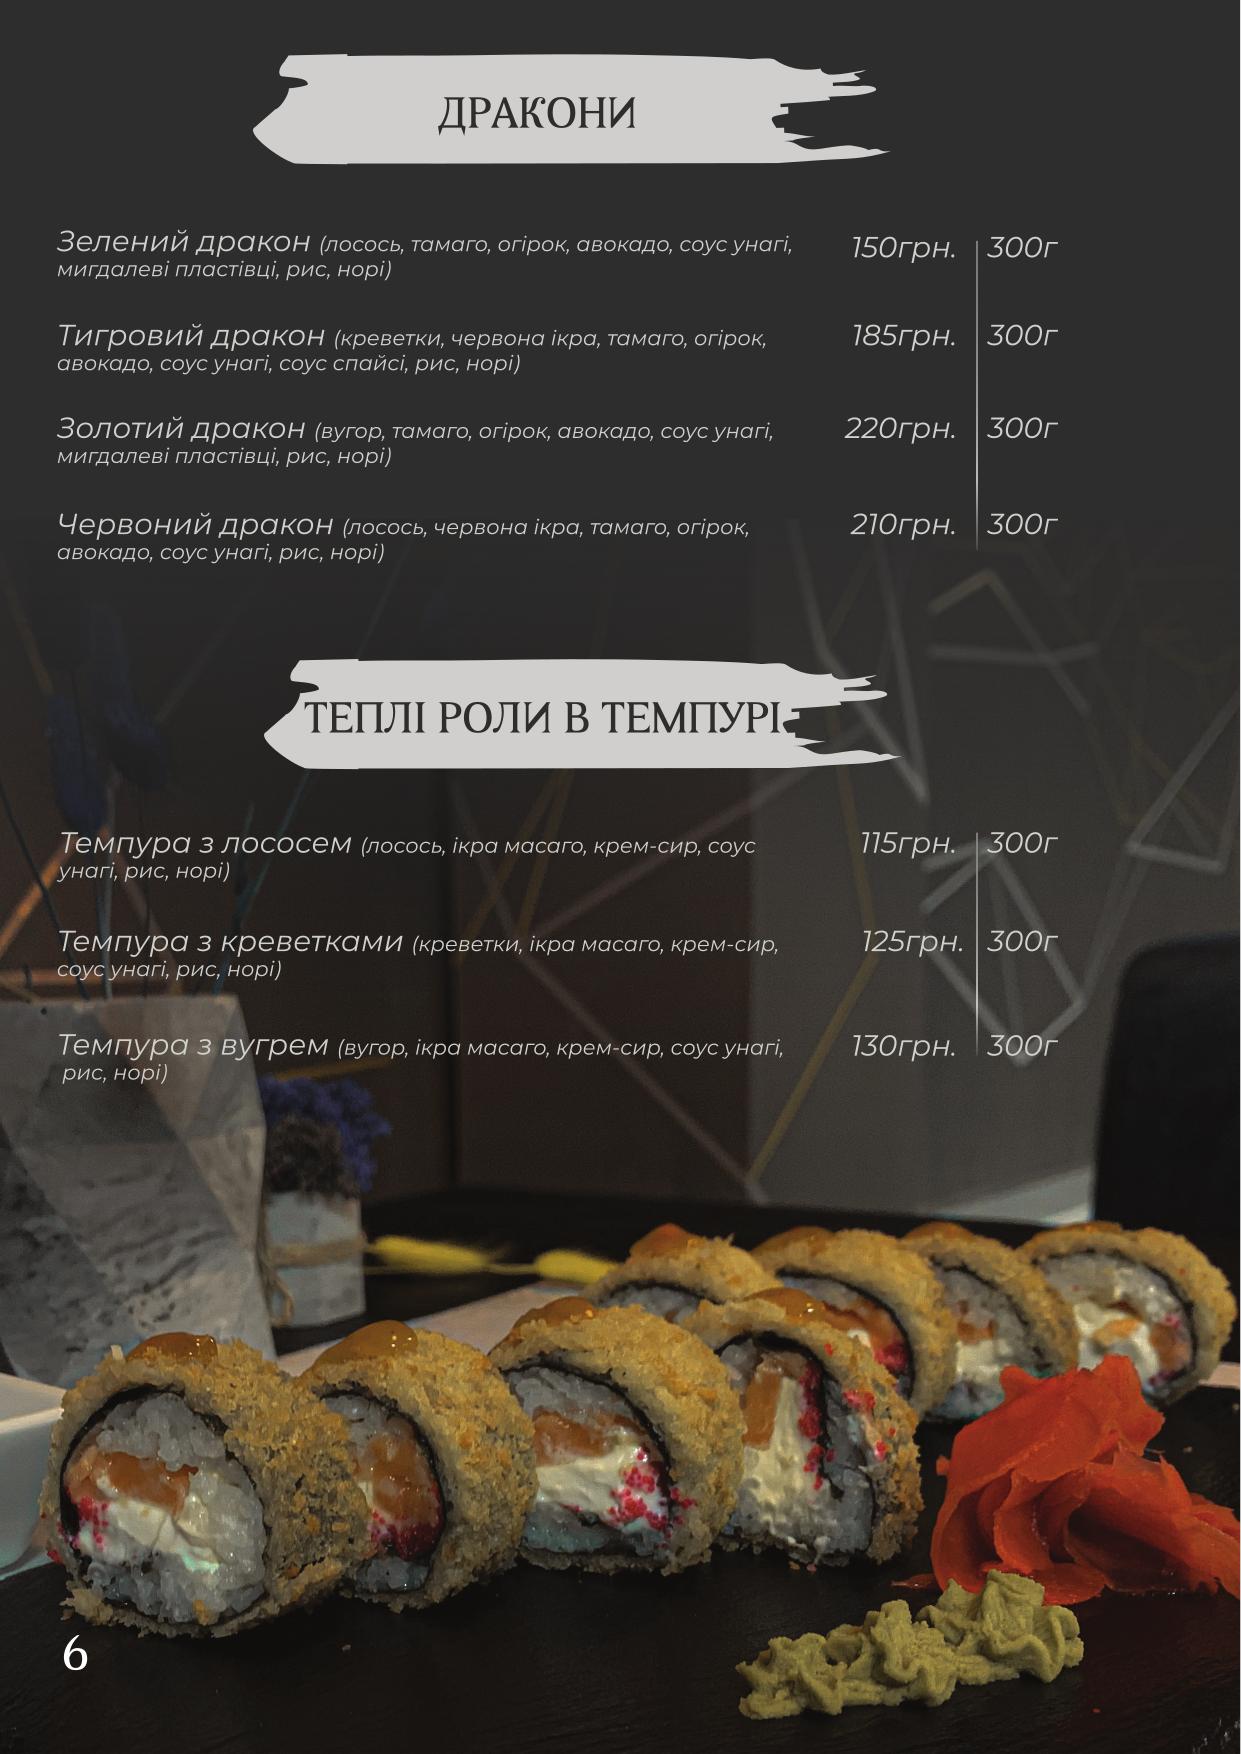 ДРАКОНИ
Зелений дракон (лосось, тамаго, огірок, авокадо, соус унагі, 150грн. 300г
мигдалеві пластівці, рис, норі)
Тигровий дракон (креветки, червона ікра, тамаго, огірок, 185грн. 300г
авокадо, соус унагі, соус спайсі, рис, норі)
Золотий дракон (вугор, тамаго, огірок, авокадо, соус унагі, 220грн. 300г
мигдалеві пластівці, рис, норі)
Червоний дракон (лосось, червона ікра, тамаго, огірок, 210грн. 300г
авокадо, соус унагі, рис, норі)
ТЕПЛІ РОЛИ В ТЕМПУРІ
Темпура з лососем (лосось, ікра масаго, крем-сир, соус 115грн. 300г
унагі, рис, норі)
Темпура з креветками (креветки, ікра масаго, крем-сир, 125грн. 300г
соус унагі, рис, норі)
Темпура з вугрем (вугор, ікра масаго, крем-сир, соус унагі, 130грн. 300г
рис, норі)
6